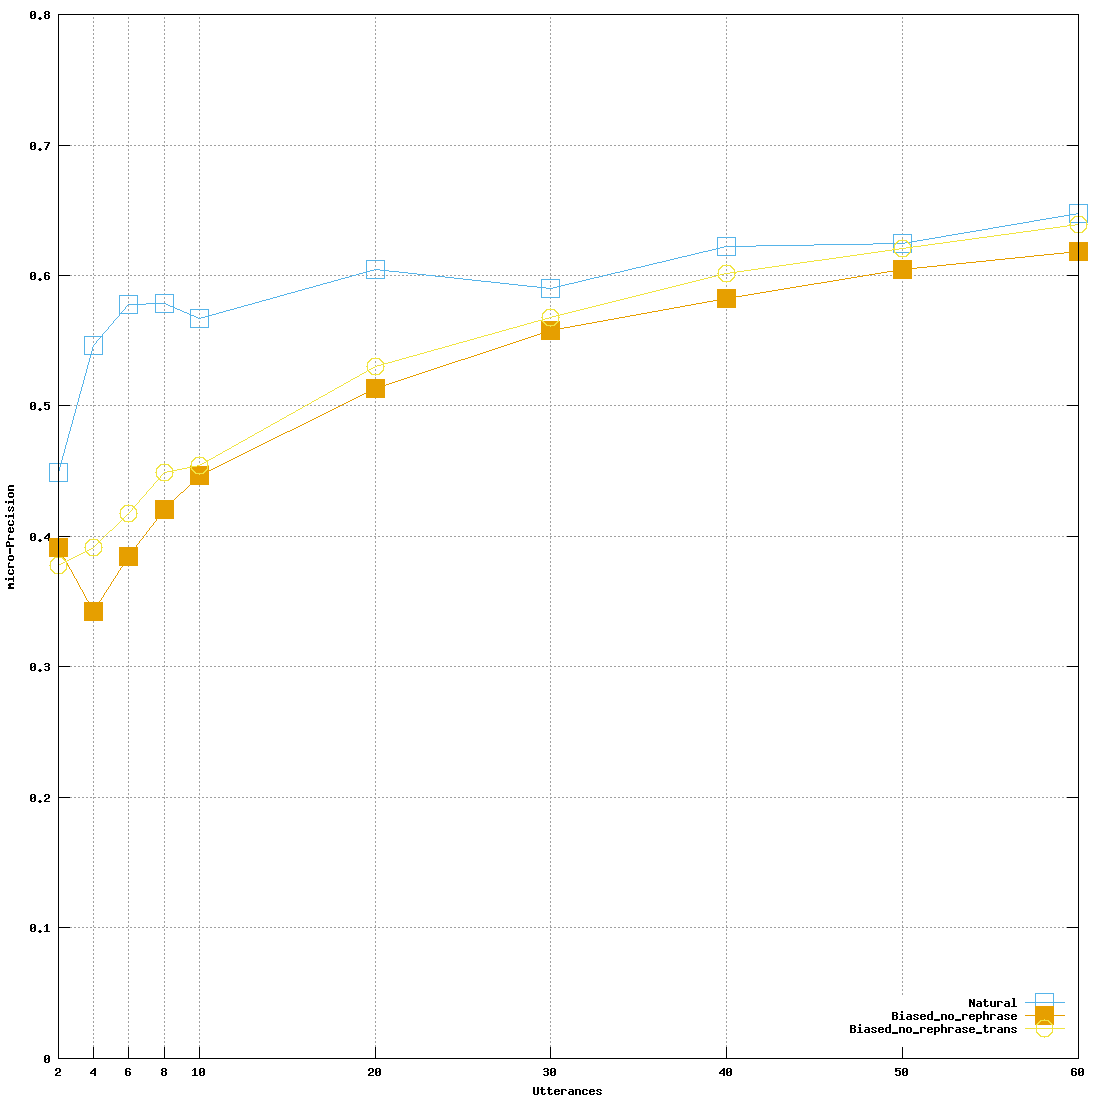 0.8
0.7
0.6
0.5
0.4
0.3
0.2
0.1
0
micro-Precision
2 4 6 8 10 20 30 40 50 60
Utterances
Natural
Biased_no_rephrase
Biased_no_rephrase_trans